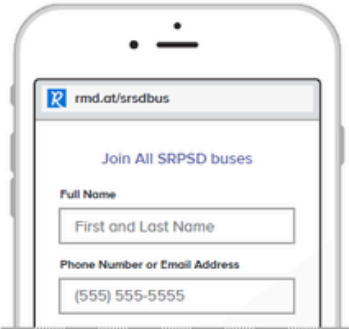 rmd.at/srsdbus
Join All SRPSD buses
Full Name
First and Last Name
Phone Number or Email Address
(555) 555-5555